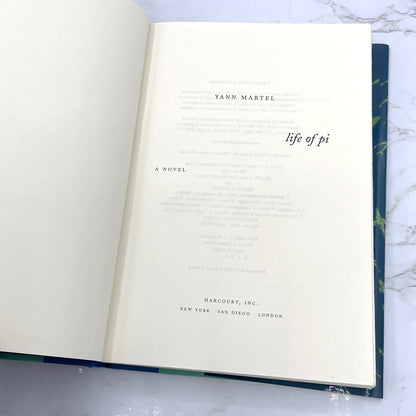 YANN MARTEL
life of pi
A NOVEL
HARCOURT, INC.
NEW YORK SAN DIEGO LONDON